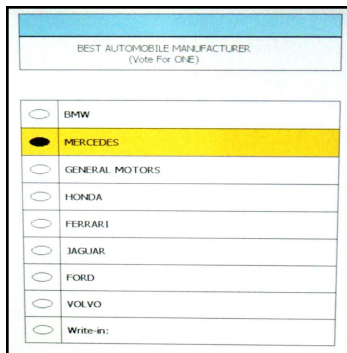 BEST AUTOMOBILE MANUFACTURER
(Vote For ONE)
BMW
MERCEDES
GENERAL MOTORS
HONDA
FERRARI
JAGUAR
FORD
VOLVO
Write-in: